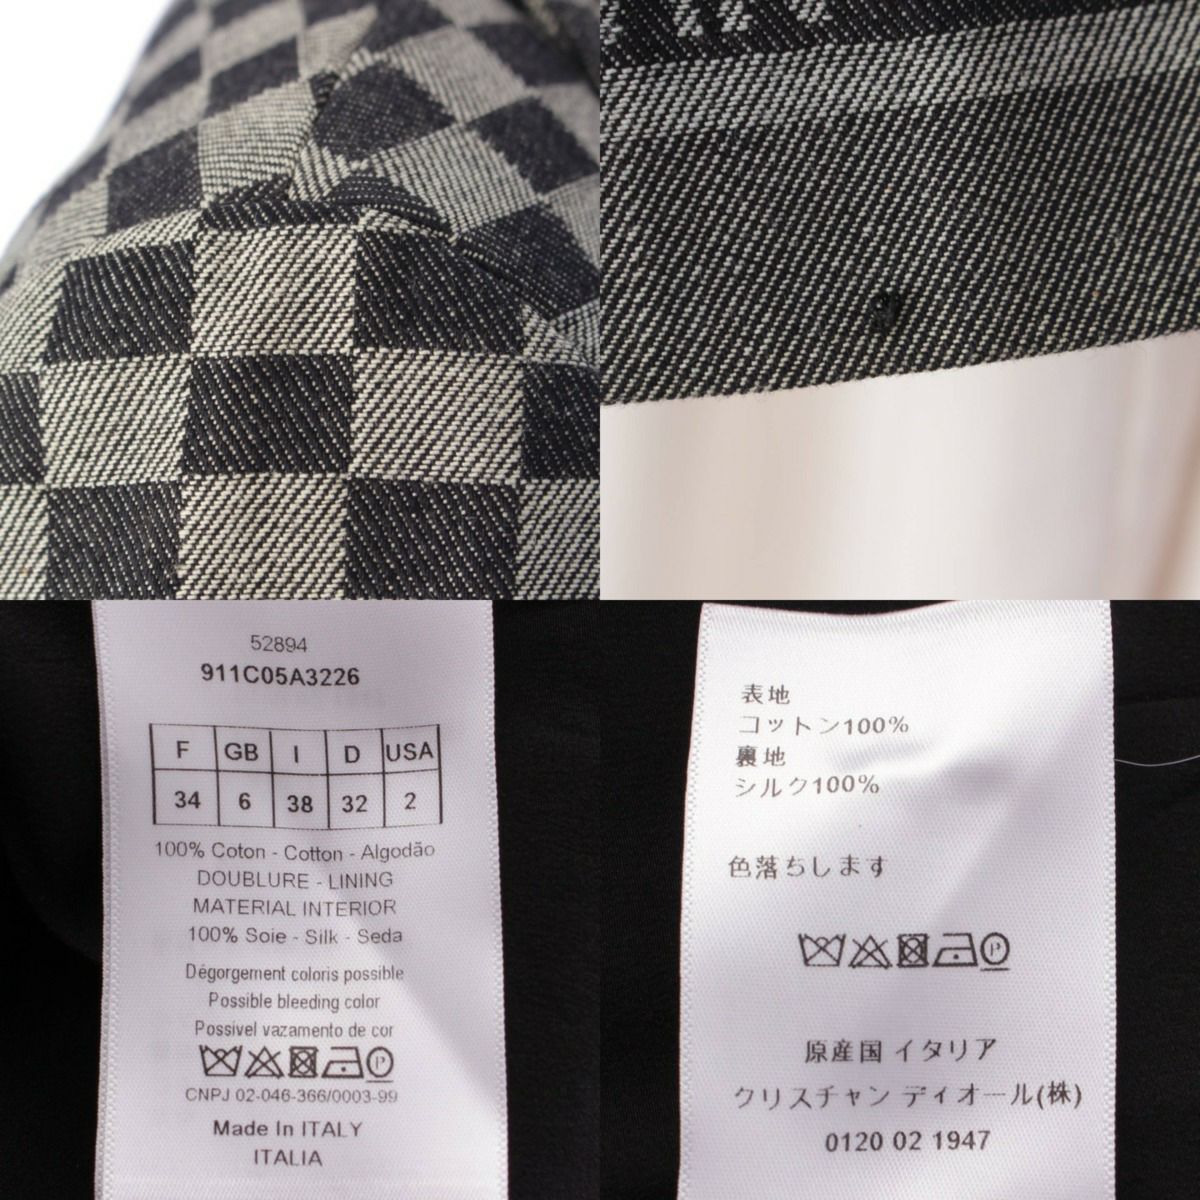 52894
911C05A3226
F GB I D USA
34 6 38 32 2
100% Coton - Cotton - Algodão
DOUBLURE - LINING
MATERIAL INTERIOR
100% Soie - Silk - Seda
Dégorgement coloris possible
Possible bleeding color
Possivel vazamento de cor
P
CNPJ 02-046-366/0003-99
Made In ITALY
ITALIA
表地
コットン100%
裏地
シルク100%
色落ちします
P
原産国 イタリア
クリスチャン ディオール(株)
0120 02 1947